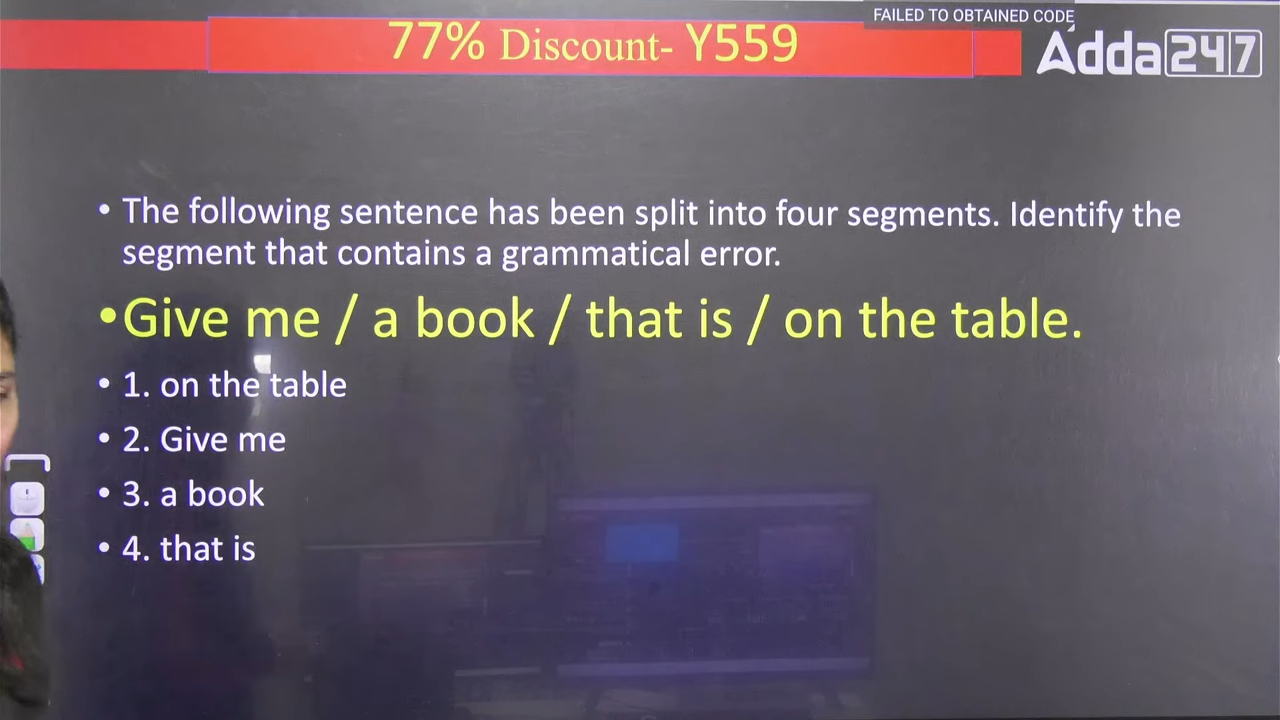 FAILED TO OBTAINED CODE
77% Discount- Y559
Adda247
• The following sentence has been split into four segments. Identify the
segment that contains a grammatical error.
•Give me / a book / that is / on the table.
• 1. on the table
• 2. Give me
• 3. a book
• 4. that is